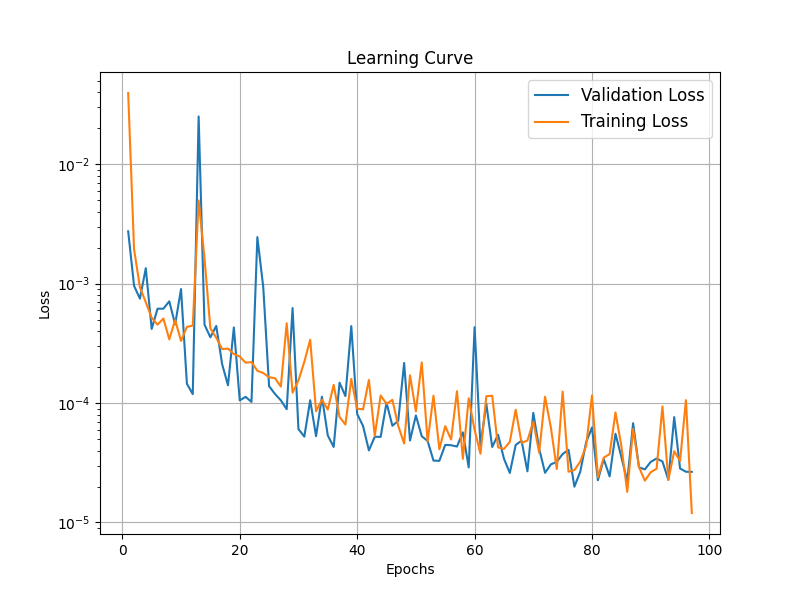 Learning Curve
Validation Loss
Training Loss
10⁻²
10⁻³
10⁻⁴
10⁻⁵
Loss
0 20 40 60 80 100
Epochs